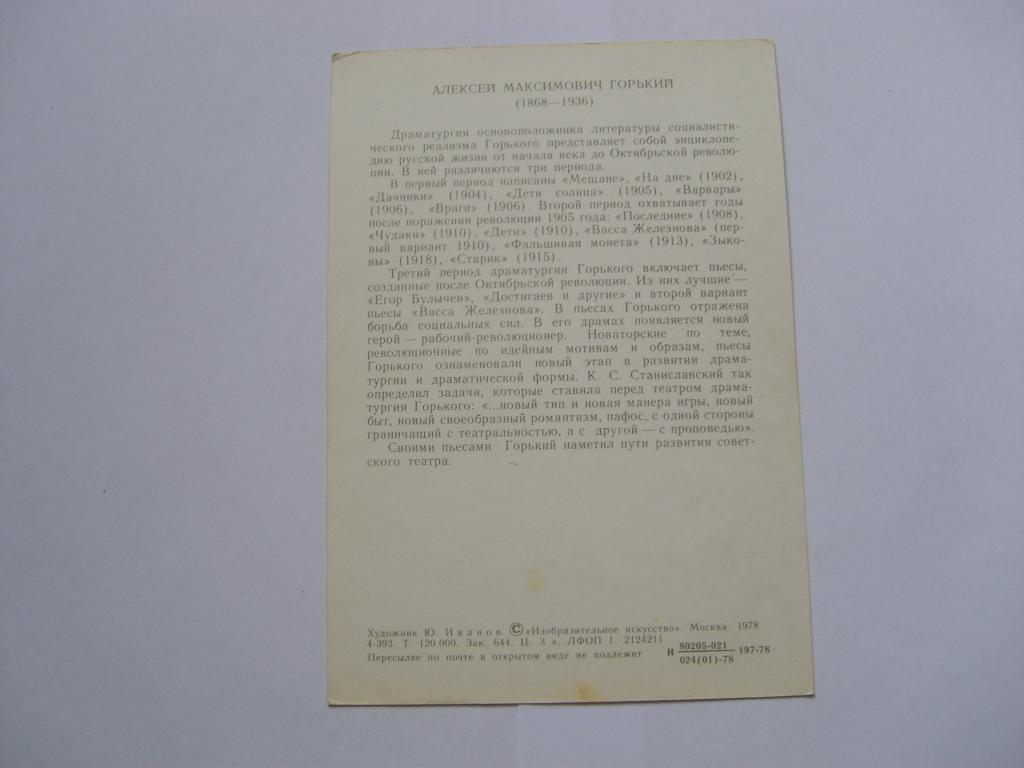 АЛЕКСЕЙ МАКСИМОВИЧ ГОРЬКИЙ
(1868—1936)
Драматургия основоположника литературы социалисти-
ческого реализма Горького представляет собой энциклопе-
дию русской жизни от начала века до Октябрьской револю-
ции. В ней различаются три периода.
В первый период написаны «Мещане», «На дне» (1902),
«Дачники» (1904), «Дети солнца» (1905), «Варвары»
(1906), «Враги» (1906). Второй период охватывает годы
после поражения революции 1905 года: «Последние» (1908),
«Чудаки» (1910), «Дети» (1910), «Васса Железнова» (пер-
вый вариант 1910), «Фальшивая монета» (1913), «Зыко-
вы» (1918), «Старик» (1915).
Третий период драматургии Горького включает пьесы,
созданные после Октябрьской революции. Из них лучшие —
«Егор Булычев», «Достигаев и другие» и второй вариант
пьесы «Васса Железнова». В пьесах Горького отражена
борьба социальных сил. В его драмах появляется новый
герой — рабочий-революционер. Новаторские по теме,
революционные по идейным мотивам и образам, пьесы
Горького ознаменовали новый этап в развитии драма-
тургии и драматической формы. К. С. Станиславский так
определил задачи, которые ставила перед театром драма-
тургия Горького: «...новый тип и новая манера игры, новый
быт, новый своеобразный романтизм, пафос, с одной стороны
граничащий с театральностью, а с другой — с проповедью».
Своими пьесами Горький наметил пути развития совет-
ского театра.
Художник Ю. Иванов. © «Изобразительное искусство». Москва. 1978
4-393. Т. 120 000. Зак. 644. Ц. 3 к. ЛФОП 1. 2124211
Пересылке по почте в открытом виде не подлежит
И 80205-021 197-78
024(01)-78